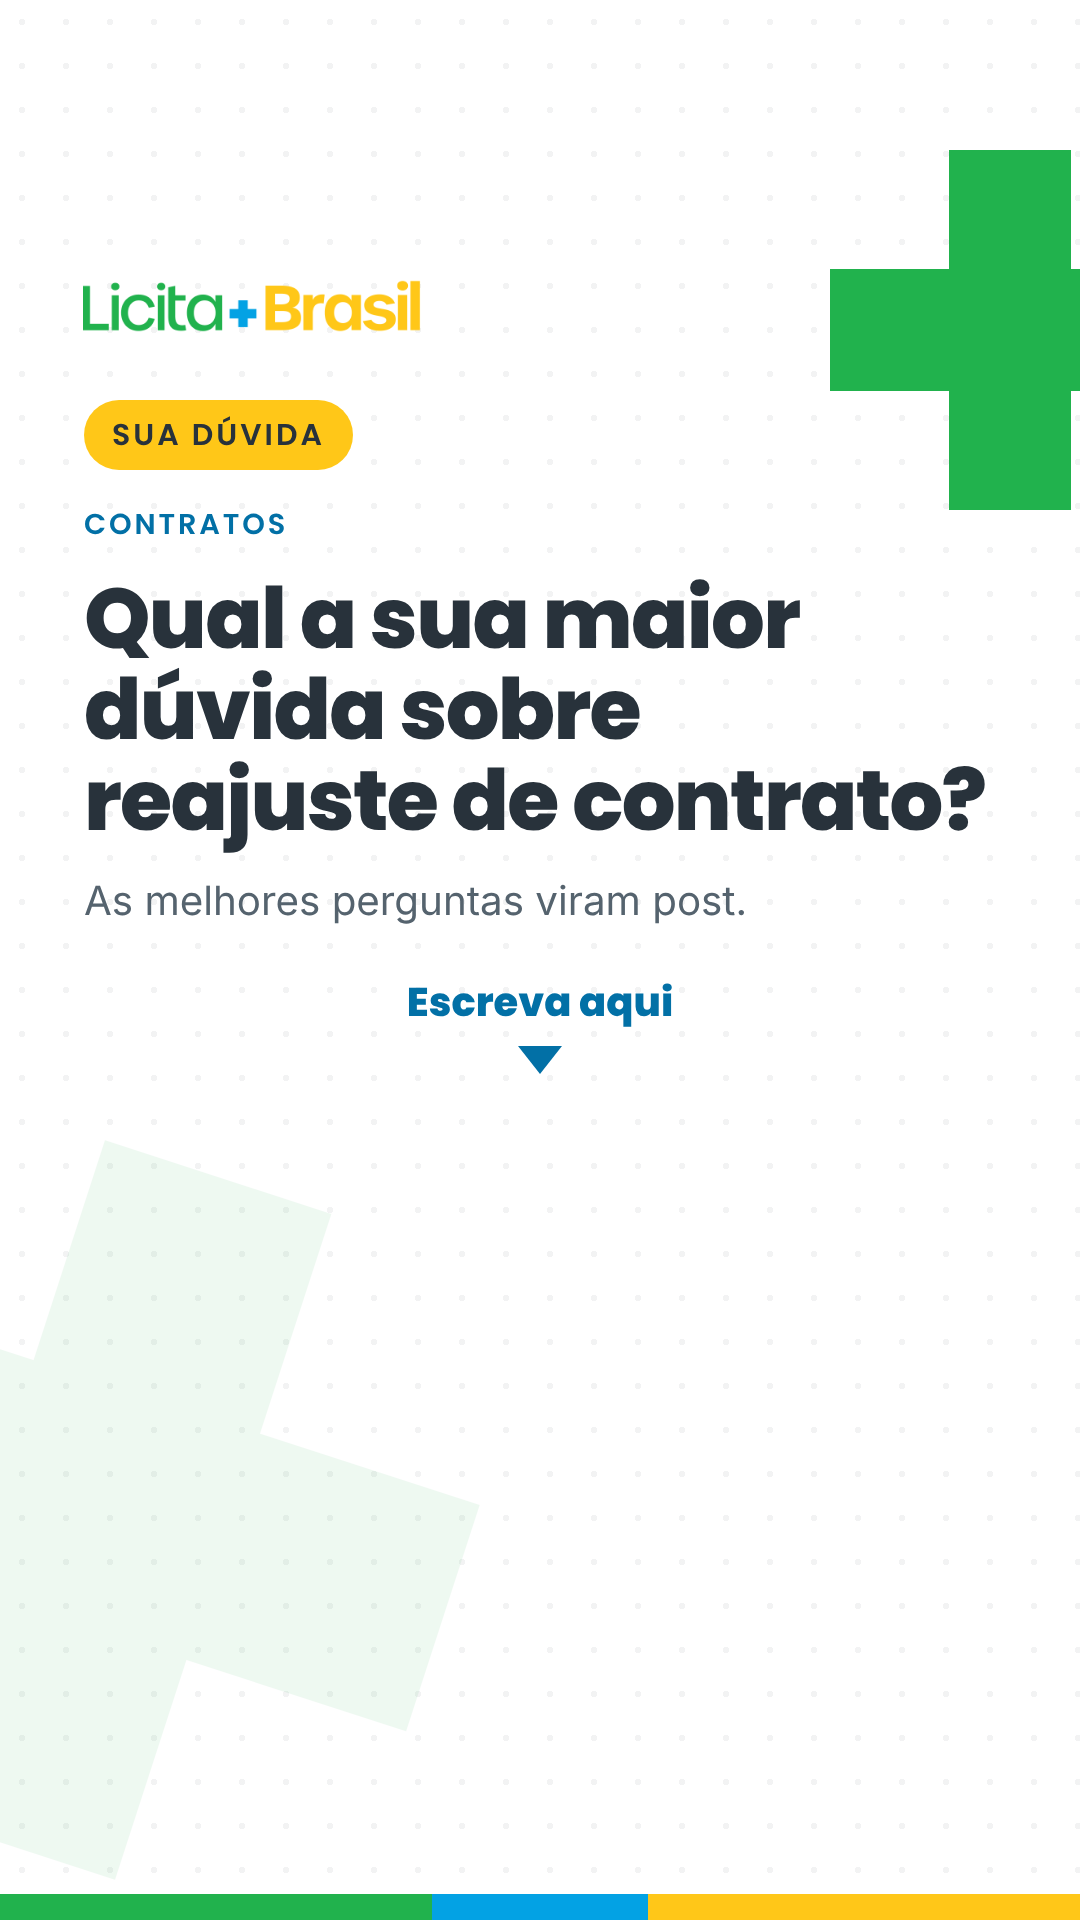 Licita+Brasil
SUA DÚVIDA
CONTRATOS
Qual a sua maior
dúvida sobre
reajuste de contrato?
As melhores perguntas viram post.
Escreva aqui